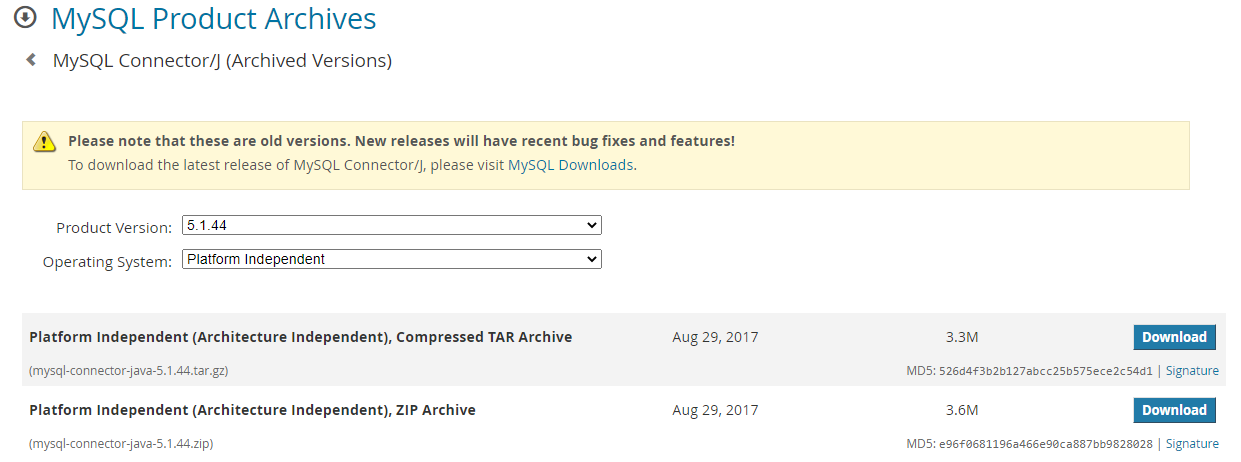 MySQL Product Archives
MySQL Connector/J (Archived Versions)
Please note that these are old versions. New releases will have recent bug fixes and features!
To download the latest release of MySQL Connector/J, please visit MySQL Downloads.
Product Version: 5.1.44
Operating System: Platform Independent
Platform Independent (Architecture Independent), Compressed TAR Archive Aug 29, 2017 3.3M Download
(mysql-connector-java-5.1.44.tar.gz) MD5: 526d4f3b2b127abcc25b575ece2c54d1 | Signature
Platform Independent (Architecture Independent), ZIP Archive Aug 29, 2017 3.6M Download
(mysql-connector-java-5.1.44.zip) MD5: e96f0681196a466e90ca887bb9828028 | Signature